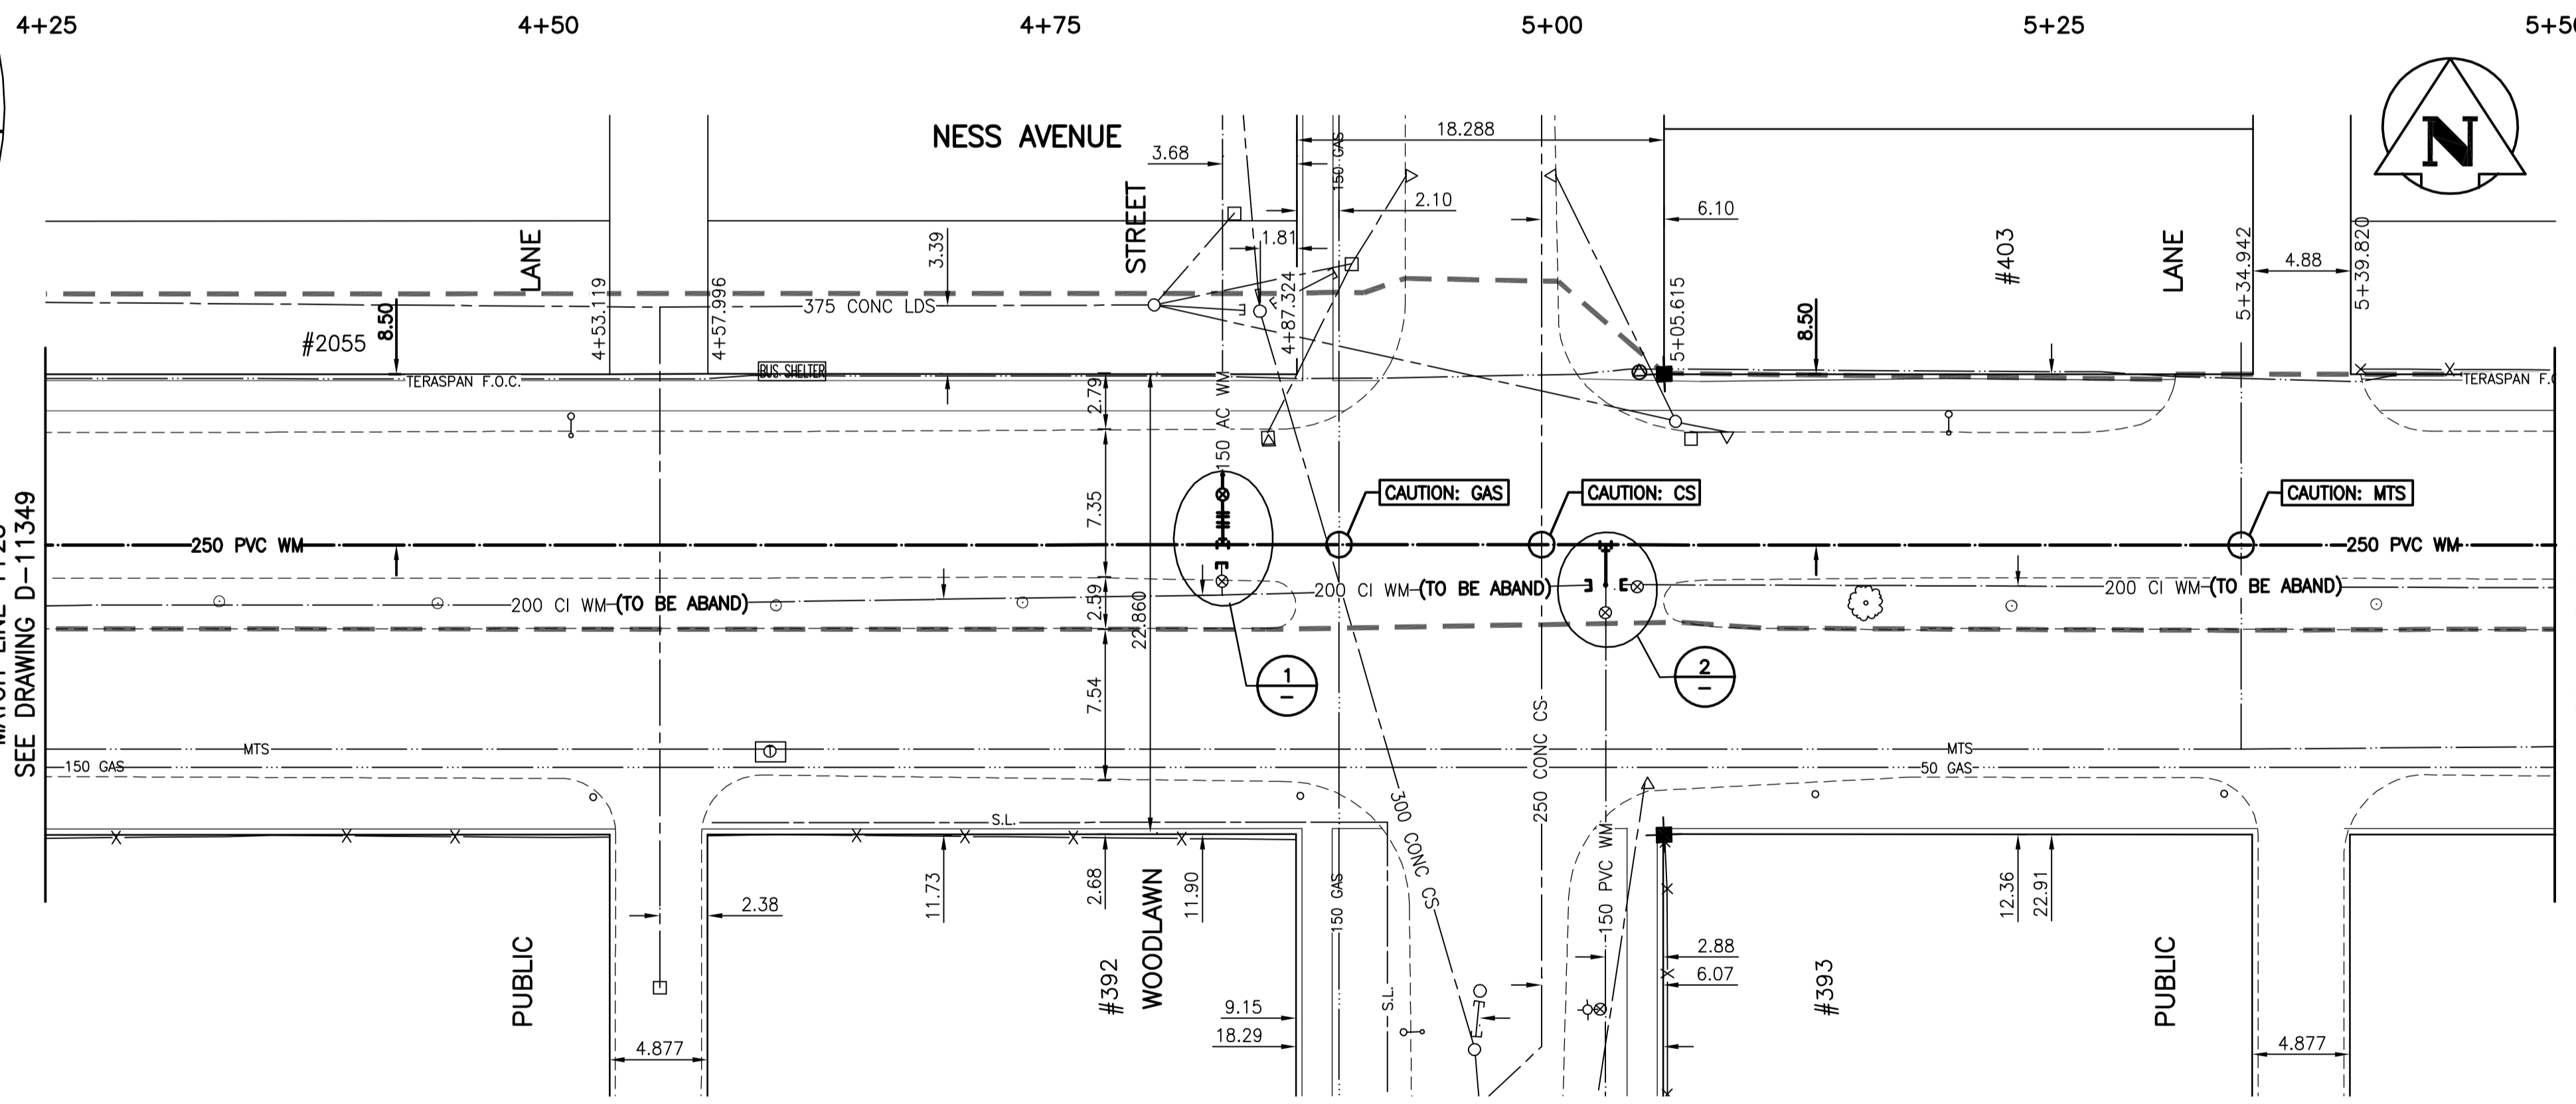 4+25
4+50
4+75
5+00
5+25
NESS AVENUE
N
18.288
3.68
150 GAS
2.10
6.10
STREET
LANE
3.39
1.81
#403
LANE
5+34.942
4.88
5+39.820
8.50
#2055
4+53.119
4+57.996
375 CONC LDS
4+87.324
5+05.615
8.50
TERASPAN F.O.C.
BUS SHELTER
TERASPAN
2.79
150 AC WM
SEE DRAWING D-11349
7.35
CAUTION: GAS
CAUTION: CS
CAUTION: MTS
250 PVC WM
250 PVC WM
200 CI WM (TO BE ABAND)
2.59
22.860
200 CI WM (TO BE ABAND)
200 CI WM (TO BE ABAND)
1
–
2
–
7.54
250 CONC CS
MTS
MTS
150 GAS
50 GAS
S.L.
300 CONC CS
150 PVC WM
2.38
11.73
2.68
WOODLAWN
11.90
150 GAS
12.36
22.91
PUBLIC
#392
2.88
6.07
#393
PUBLIC
9.15
S.L.
18.29
4.877
4.877